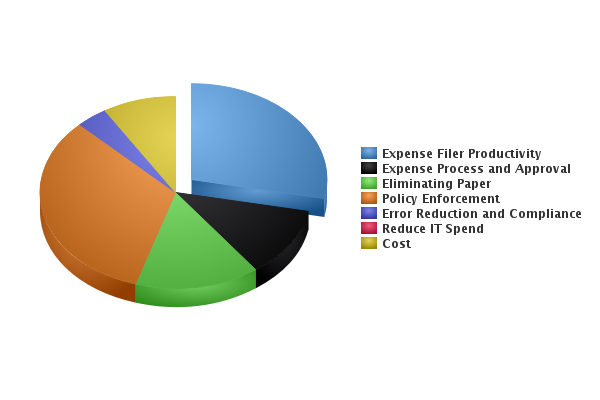 Expense Filer Productivity
Expense Process and Approval
Eliminating Paper
Policy Enforcement
Error Reduction and Compliance
Reduce IT Spend
Cost